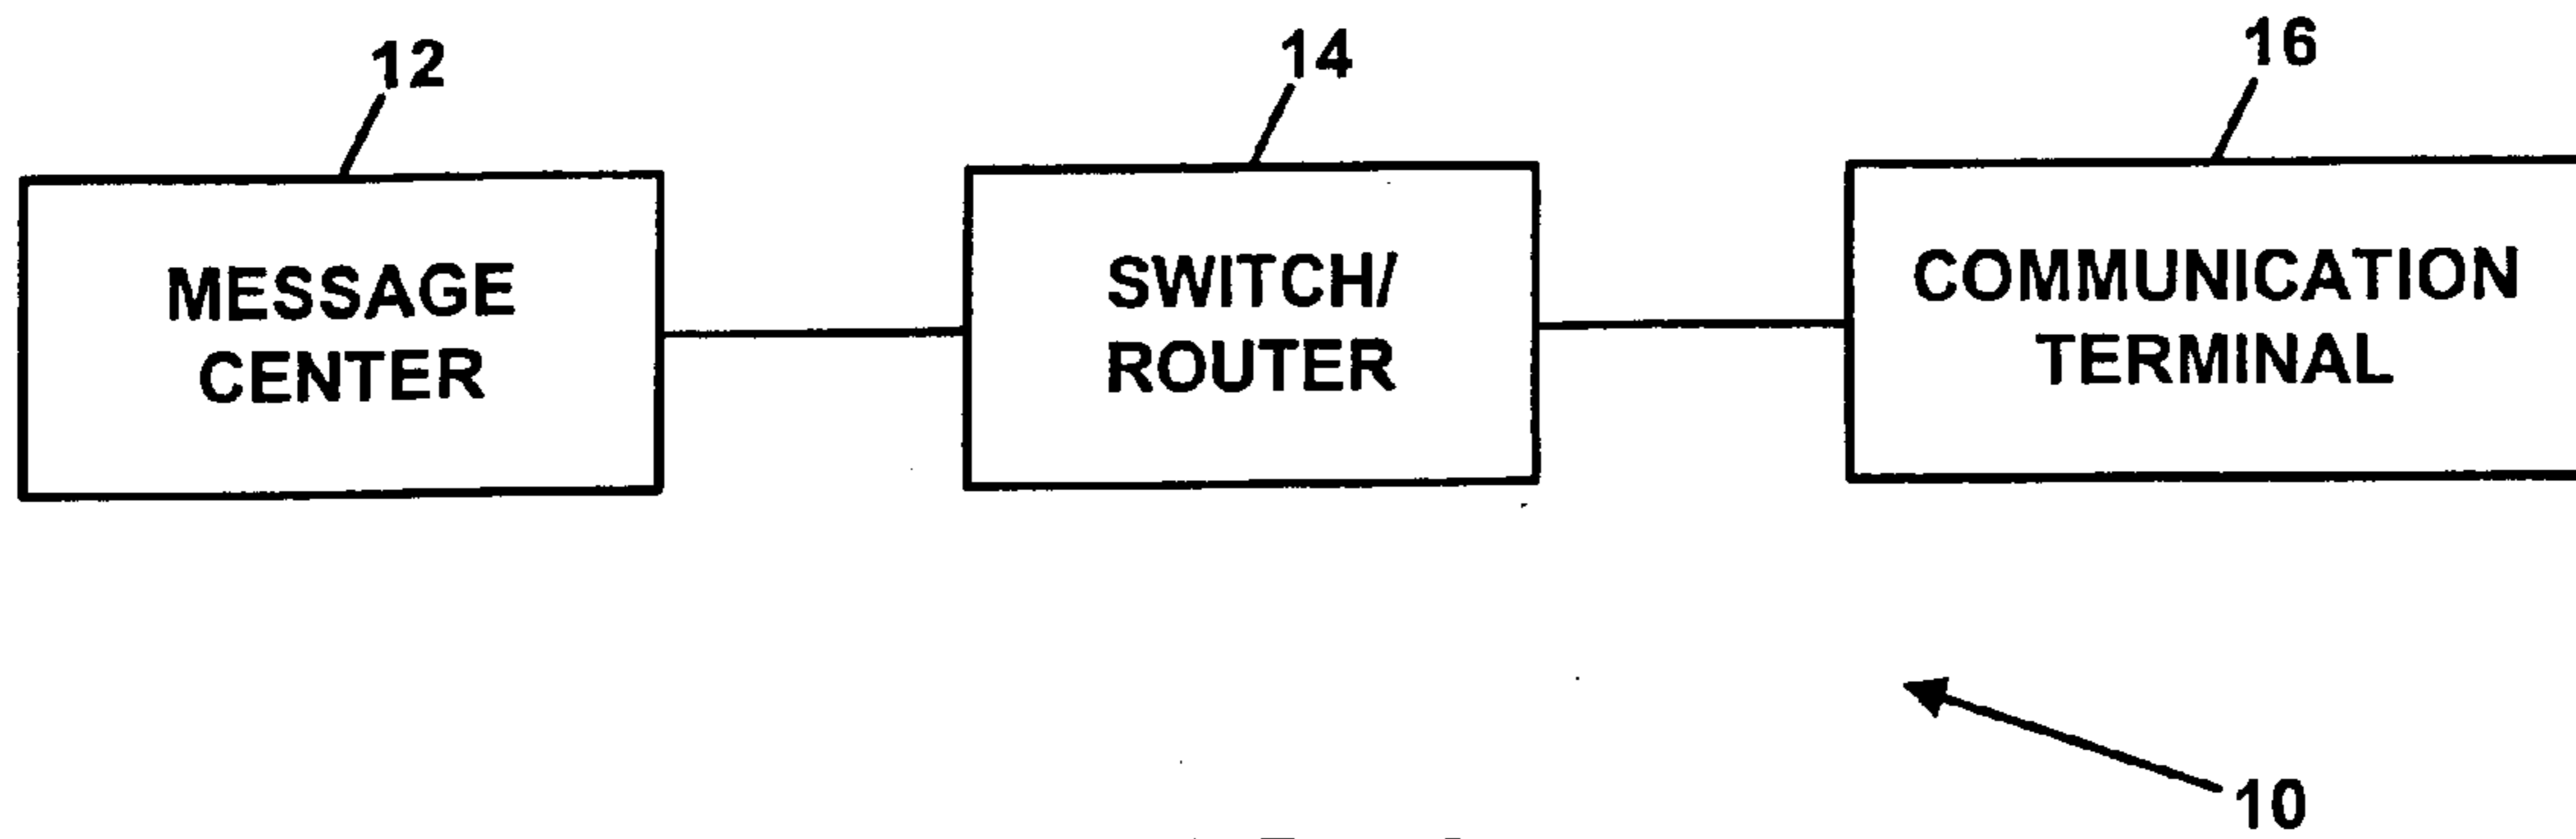 12
14
16
MESSAGE
CENTER
SWITCH/
ROUTER
COMMUNICATION
TERMINAL
10